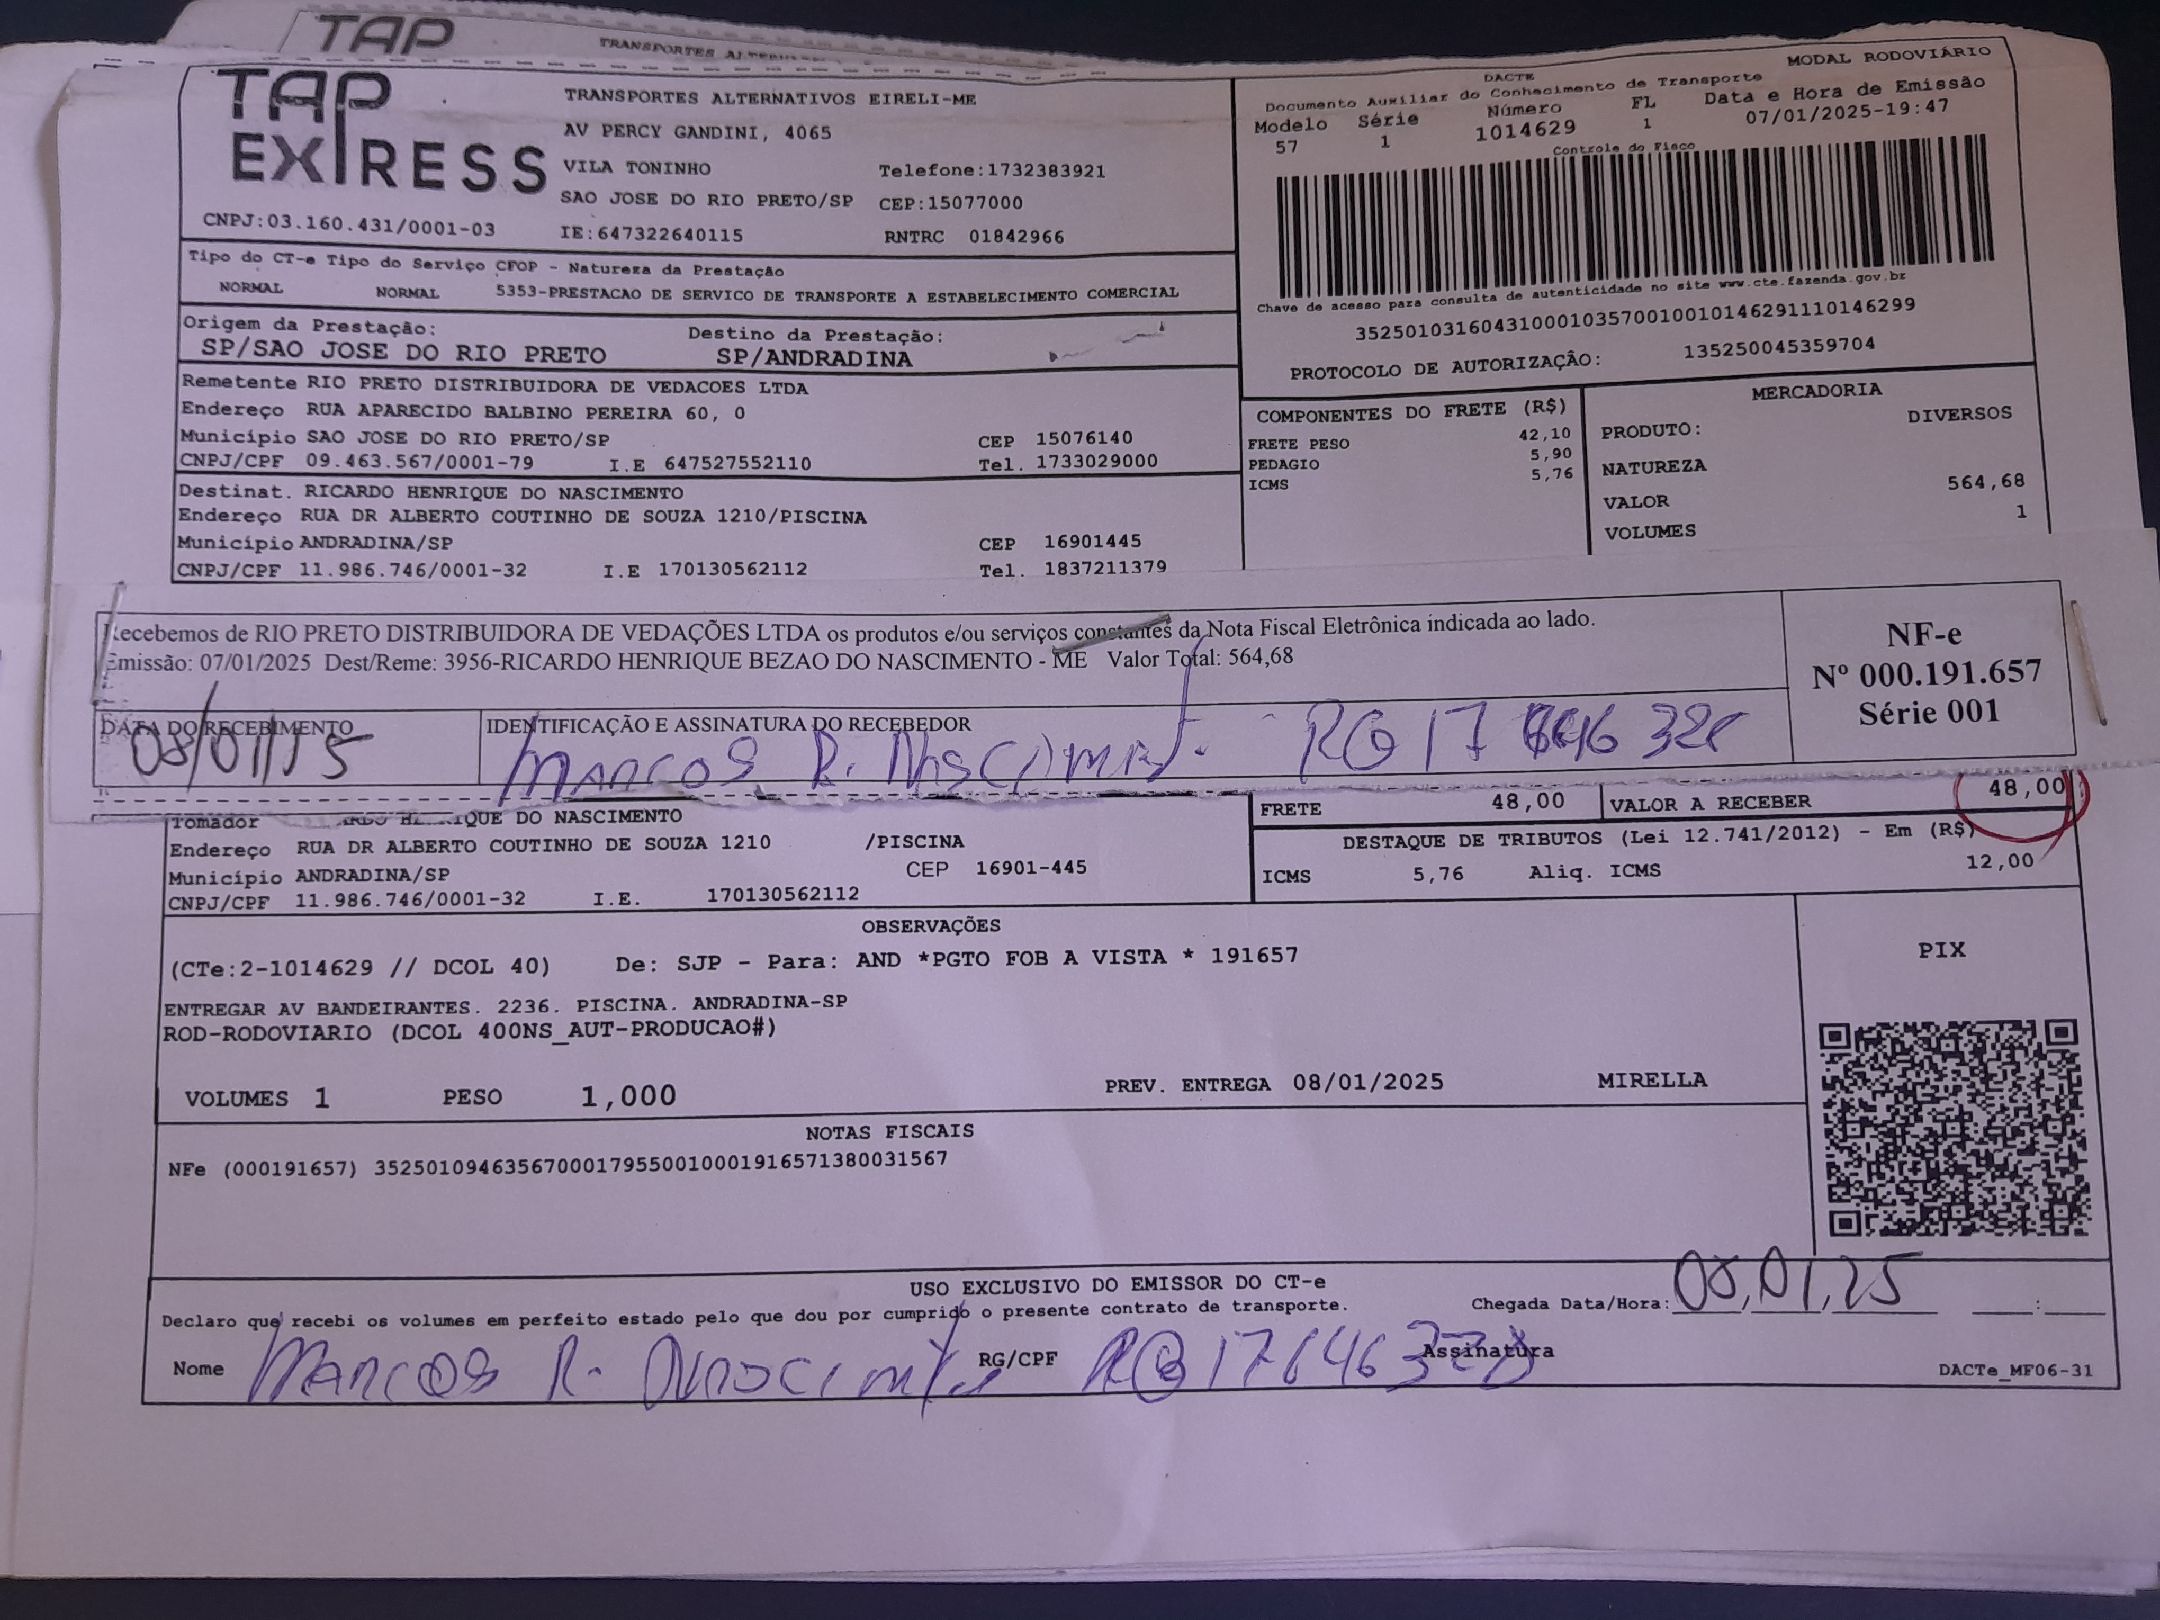 TAP
TRANSPORTES
TAP
EXPRESS
TRANSPORTES ALTERNATIVOS EIRELI-ME
AV PERCY GANDINI, 4065
VILA TONINHO Telefone:1732383921
SAO JOSE DO RIO PRETO/SP CEP:15077000
CNPJ:03.160.431/0001-03 IE:647322640115 RNTRC 01842966
MODAL RODOVIÁRIO
DACTE
Documento Auxiliar do Conhecimento de Transporte
Modelo Série Número FL Data e Hora de Emissão
57 1 1014629 1 07/01/2025-19:47
Controle do Fisco
Chave de acesso para consulta de autenticidade no site www.cte.fazenda.gov.br
35250103160431000103570010010146291110146299
PROTOCOLO DE AUTORIZAÇÃO: 135250045359704
Tipo do CT-e Tipo do Serviço CFOP - Natureza da Prestação
NORMAL NORMAL 5353-PRESTACAO DE SERVICO DE TRANSPORTE A ESTABELECIMENTO COMERCIAL
Origem da Prestação: Destino da Prestação:
SP/SAO JOSE DO RIO PRETO SP/ANDRADINA
Remetente RIO PRETO DISTRIBUIDORA DE VEDACOES LTDA
Endereço RUA APARECIDO BALBINO PEREIRA 60, 0
Município SAO JOSE DO RIO PRETO/SP CEP 15076140
CNPJ/CPF 09.463.567/0001-79 I.E 647527552110 Tel. 1733029000
Destinat. RICARDO HENRIQUE DO NASCIMENTO
Endereço RUA DR ALBERTO COUTINHO DE SOUZA 1210/PISCINA
Município ANDRADINA/SP CEP 16901445
CNPJ/CPF 11.986.746/0001-32 I.E 170130562112 Tel. 1837211379
COMPONENTES DO FRETE (R$)
FRETE PESO 42,10
PEDAGIO 5,90
ICMS 5,76
MERCADORIA
PRODUTO: DIVERSOS
NATUREZA
VALOR 564,68
VOLUMES 1
Recebemos de RIO PRETO DISTRIBUIDORA DE VEDAÇÕES LTDA os produtos e/ou serviços constantes da Nota Fiscal Eletrônica indicada ao lado.
Emissão: 07/01/2025 Dest/Reme: 3956-RICARDO HENRIQUE BEZAO DO NASCIMENTO - ME Valor Total: 564,68
NF-e
Nº 000.191.657
Série 001
DATA DO RECEBIMENTO IDENTIFICAÇÃO E ASSINATURA DO RECEBEDOR
08/01/ Marcos R. RG 17
FRETE 48,00 VALOR A RECEBER 48,00
Tomador QUE DO NASCIMENTO
Endereço RUA DR ALBERTO COUTINHO DE SOUZA 1210 /PISCINA
Município ANDRADINA/SP CEP 16901-445
CNPJ/CPF 11.986.746/0001-32 I.E. 170130562112
DESTAQUE DE TRIBUTOS (Lei 12.741/2012) - Em (R$)
ICMS 5,76 Aliq. ICMS 12,00
OBSERVAÇÕES
(CTe:2-1014629 // DCOL 40) De: SJP - Para: AND *PGTO FOB A VISTA * 191657
ENTREGAR AV BANDEIRANTES. 2236. PISCINA. ANDRADINA-SP
ROD-RODOVIARIO (DCOL 400NS_AUT-PRODUCAO#)
VOLUMES 1 PESO 1,000 PREV. ENTREGA 08/01/2025 MIRELLA
PIX
NOTAS FISCAIS
NFe (000191657) 35250109463567000179550010001916571380031567
USO EXCLUSIVO DO EMISSOR DO CT-e
Declaro que recebi os volumes em perfeito estado pelo que dou por cumprido o presente contrato de transporte.
Chegada Data/Hora: 08/01/25 :
Nome Marcos R. RG/CPF RG Assinatura
DACTe_MF06-31